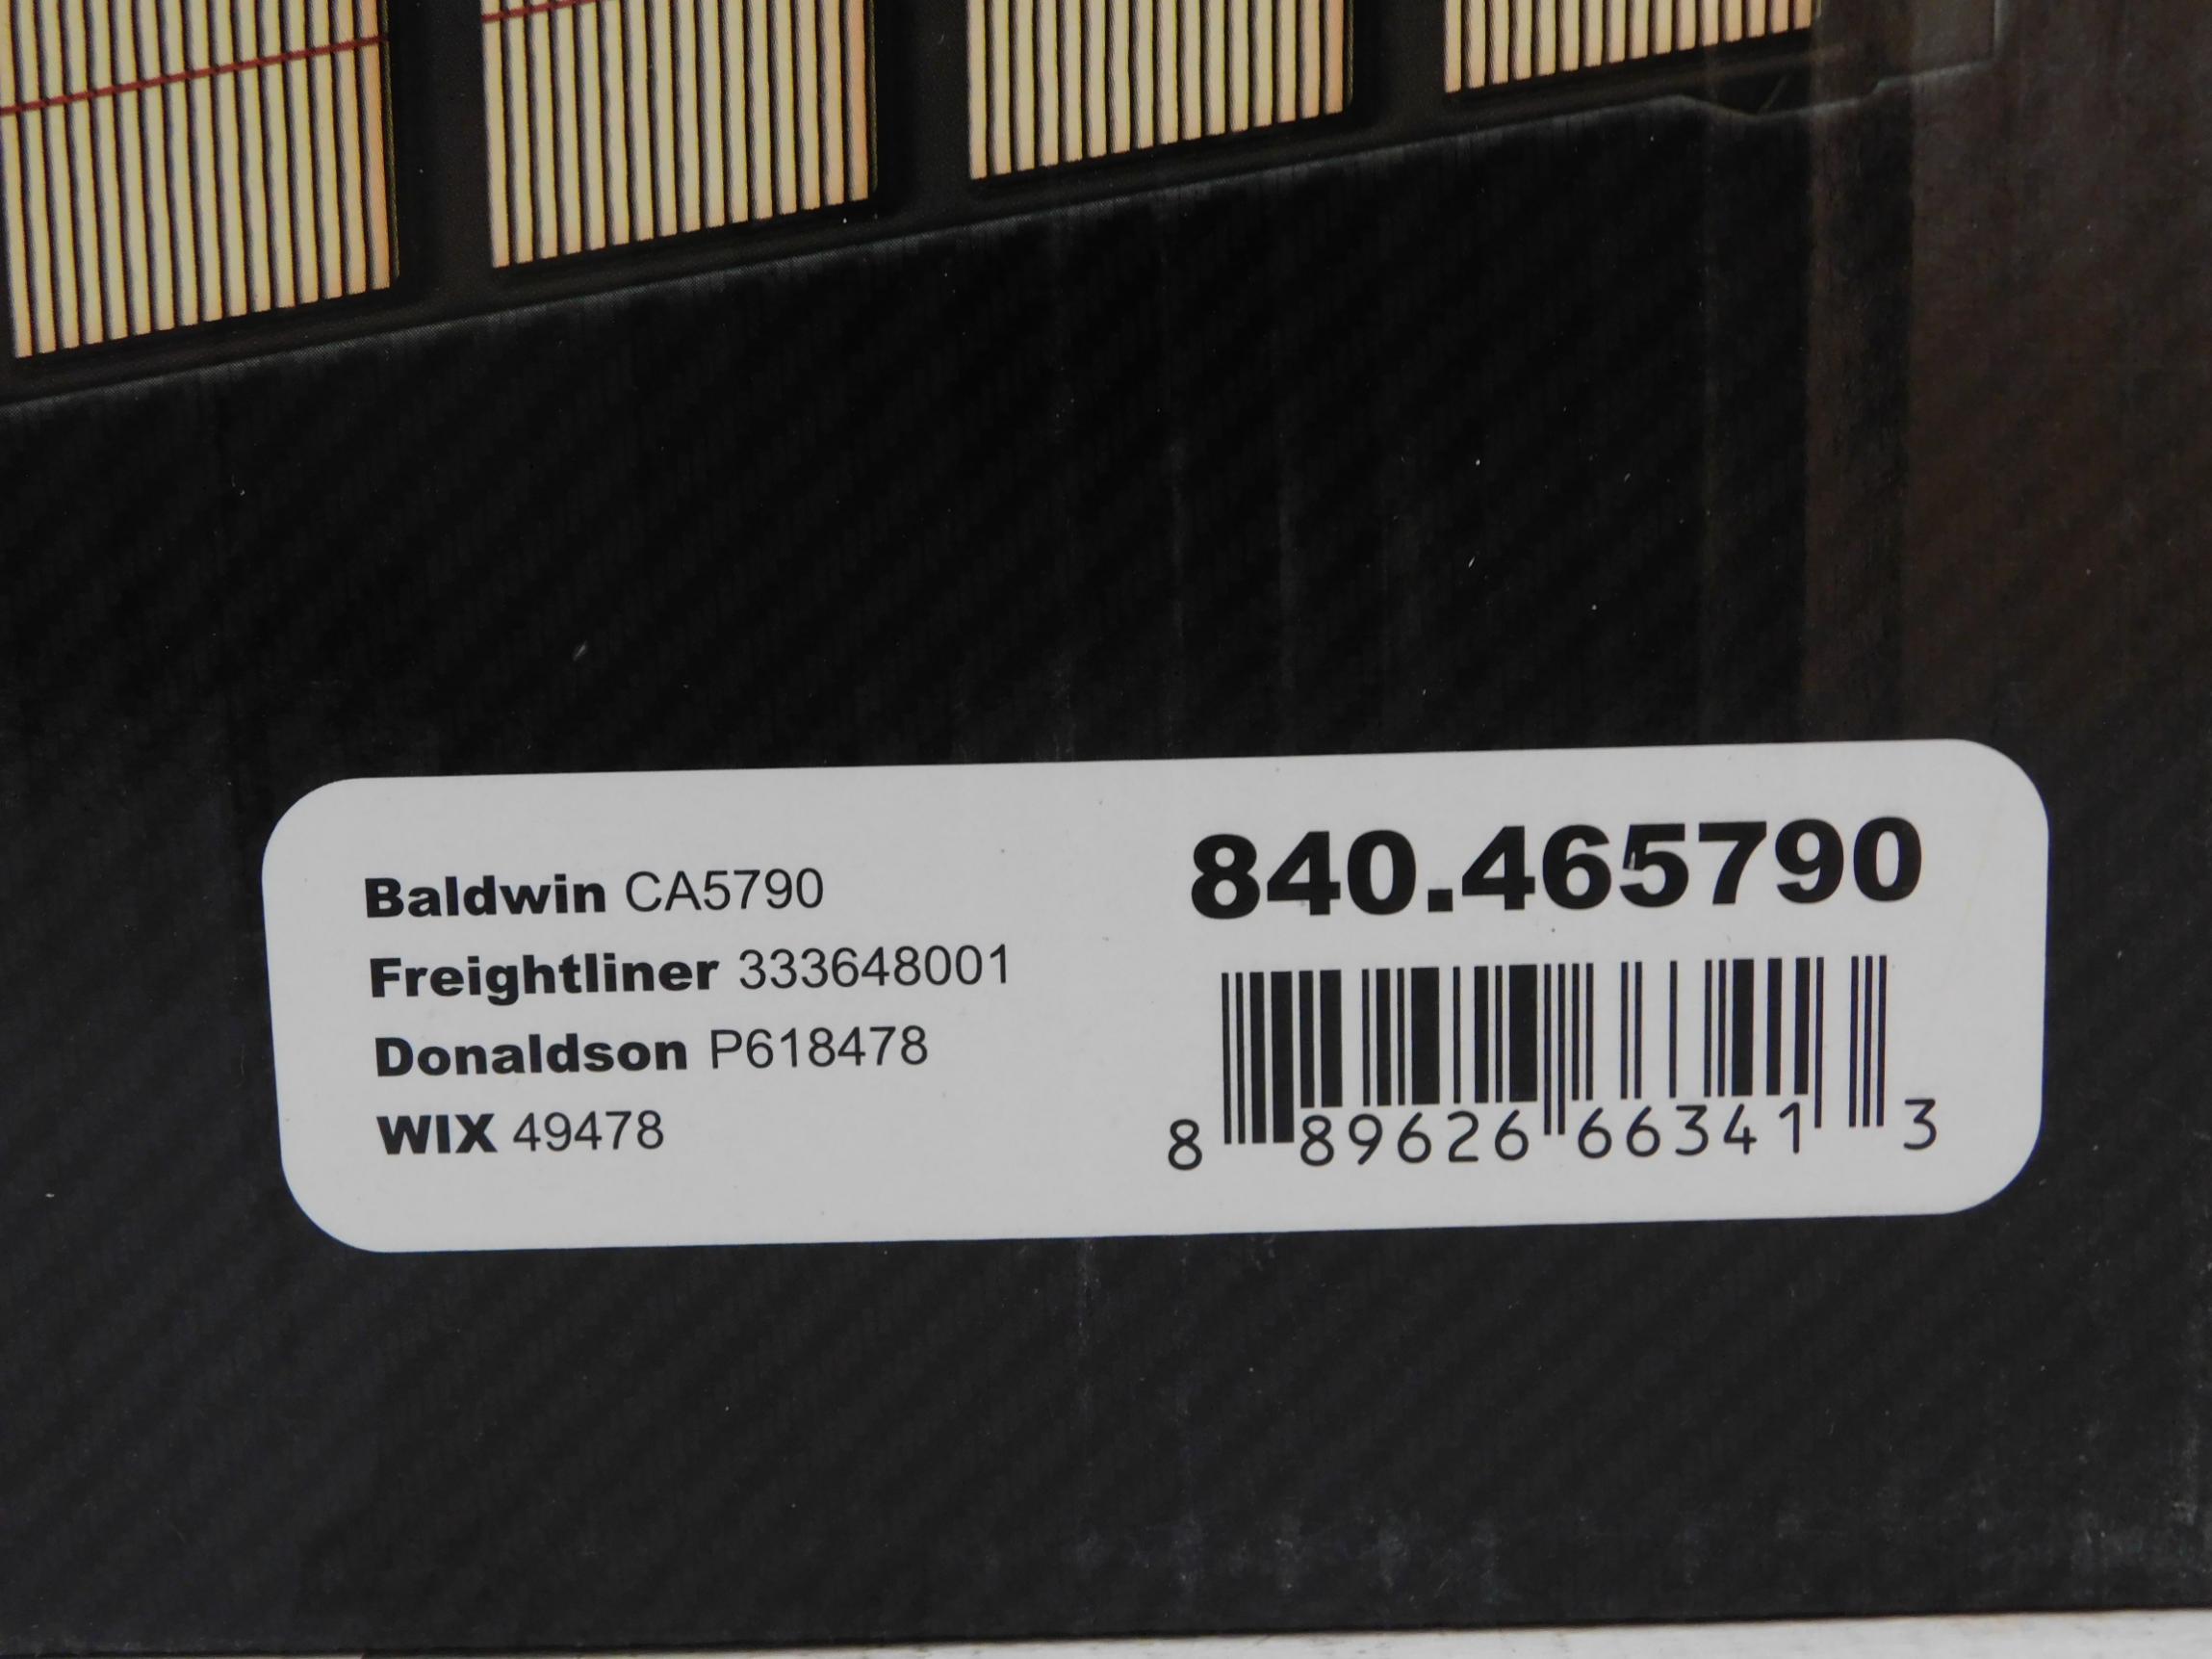 Baldwin CA5790
Freightliner 333648001
Donaldson P618478
WIX 49478
840.465790
8 89626 66341 3